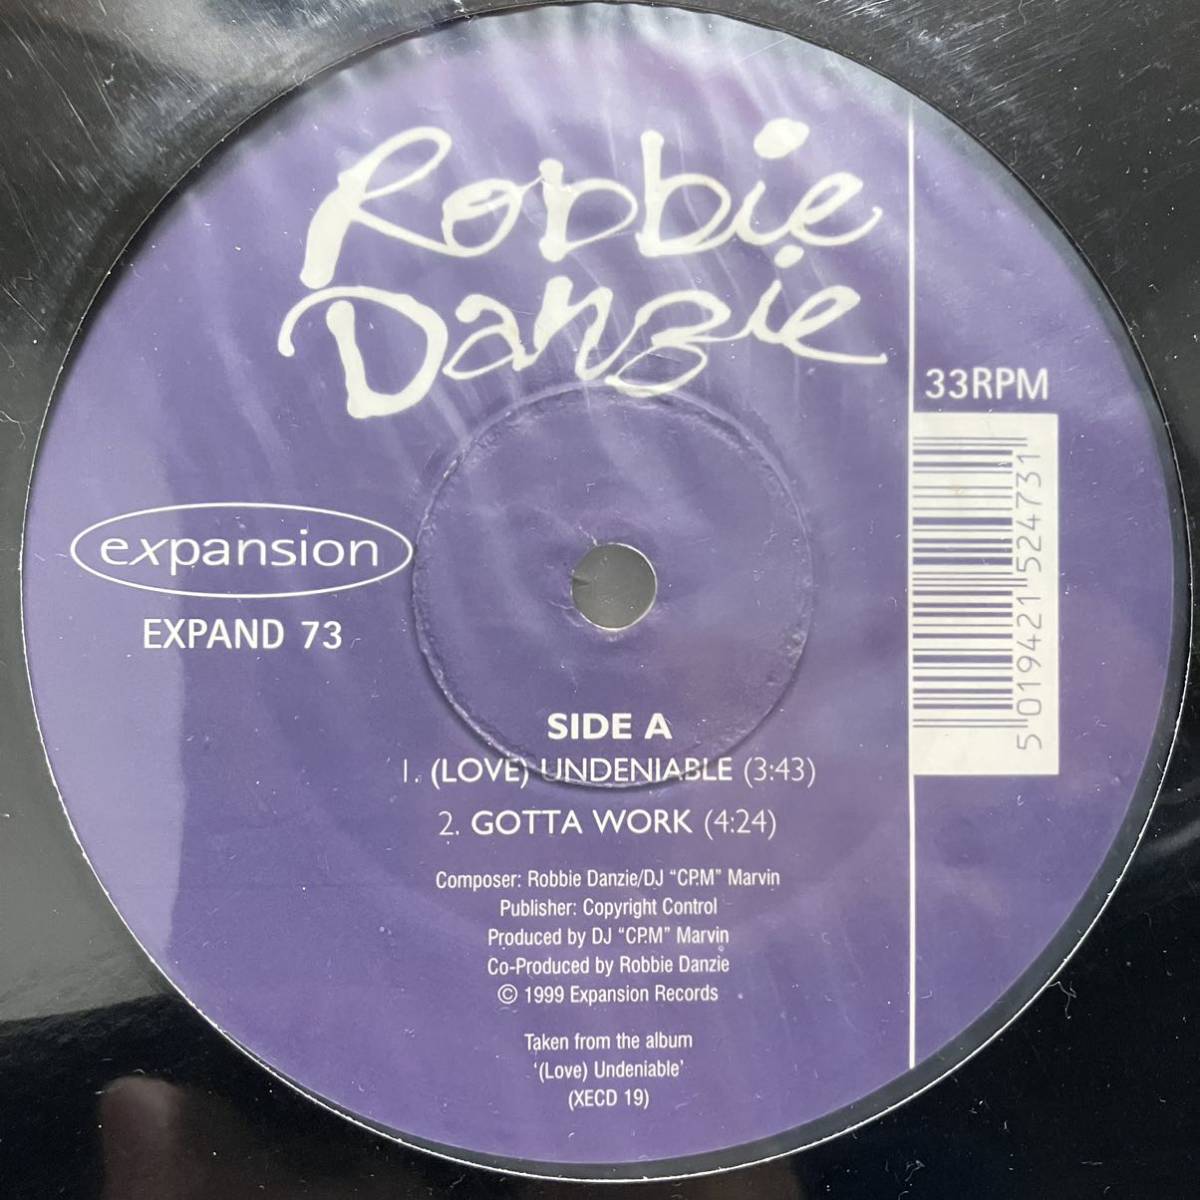 Robbie
Danzie
33RPM
5 019421 524731
expansion
EXPAND 73
SIDE A
1. (LOVE) UNDENIABLE (3:43)
2. GOTTA WORK (4:24)
Composer: Robbie Danzie/DJ “C.P.M” Marvin
Publisher: Copyright Control
Produced by DJ “C.P.M” Marvin
Co-Produced by Robbie Danzie
© 1999 Expansion Records
Taken from the album
‘(Love) Undeniable’
(XECD 19)